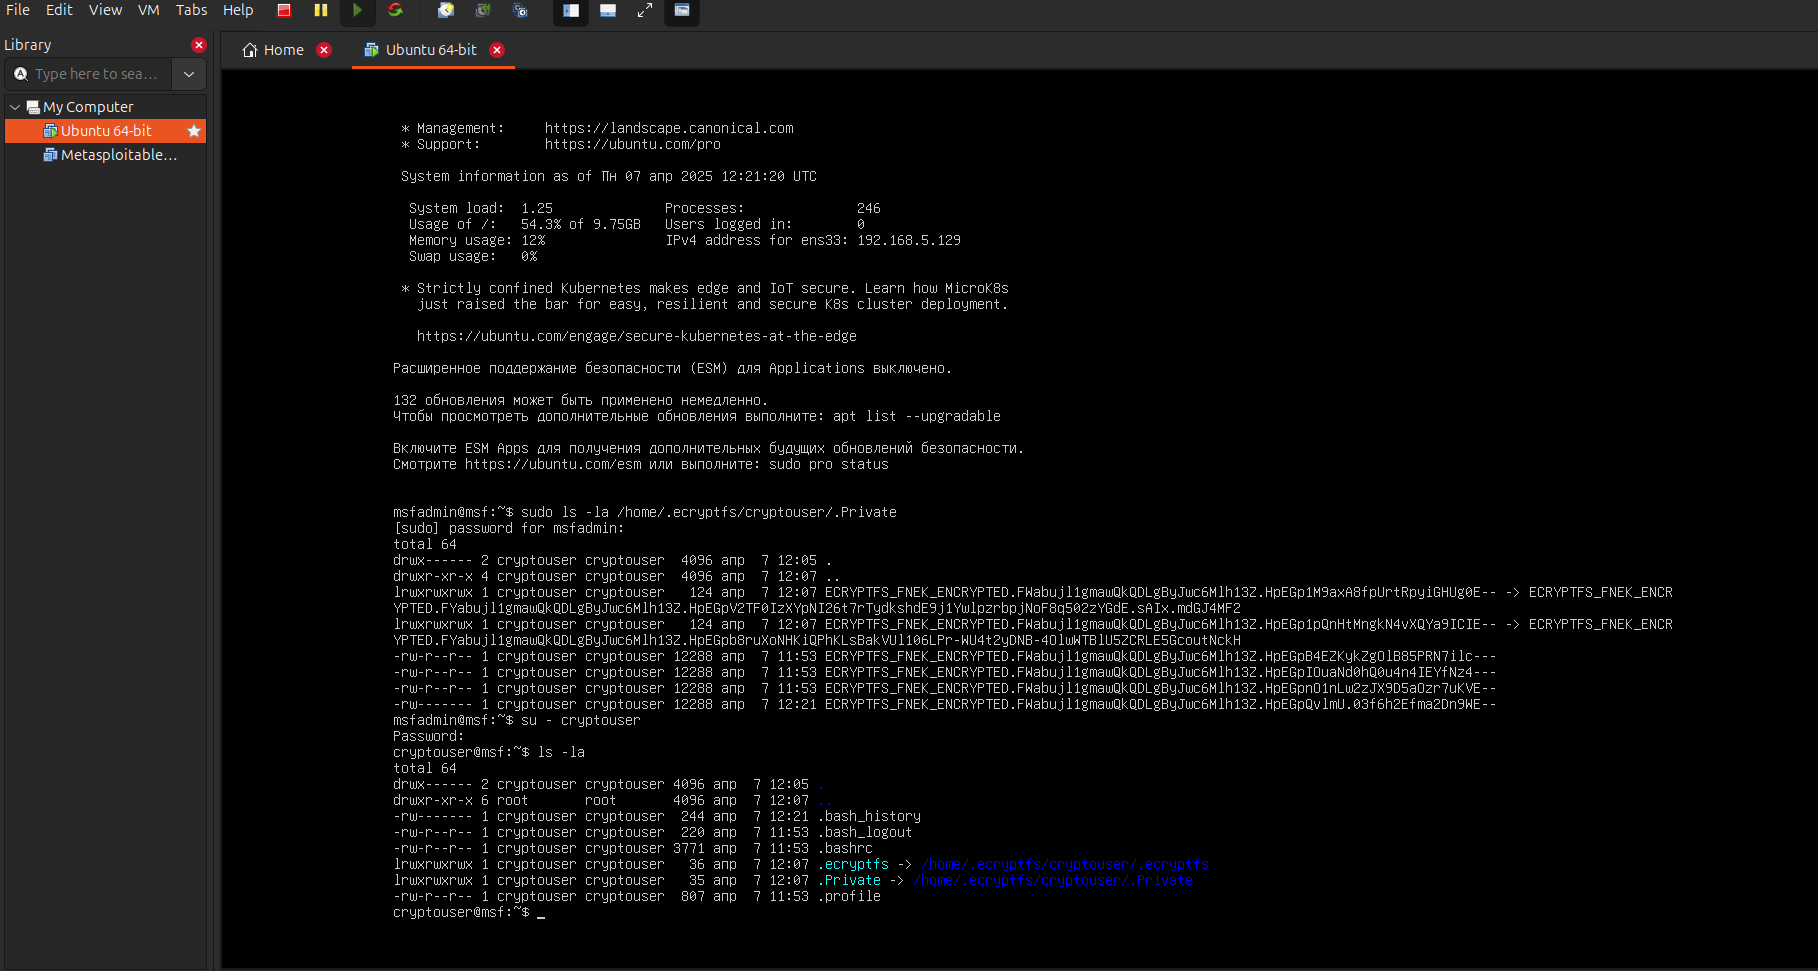 File Edit View VM Tabs Help
Library
Type here to sea...
My Computer
Ubuntu 64-bit
Metasploitable...
Home
Ubuntu 64-bit
* Management: https://landscape.canonical.com
* Support: https://ubuntu.com/pro
System information as of Пн 07 апр 2025 12:21:20 UTC
System load: 1.25 Processes: 246
Usage of /: 54.3% of 9.75GB Users logged in: 0
Memory usage: 12% IPv4 address for ens33: 192.168.5.129
Swap usage: 0%
* Strictly confined Kubernetes makes edge and IoT secure. Learn how MicroK8s
just raised the bar for easy, resilient and secure K8s cluster deployment.
https://ubuntu.com/engage/secure-kubernetes-at-the-edge
Расширенное поддержание безопасности (ESM) для Applications выключено.
132 обновления может быть применено немедленно.
Чтобы просмотреть дополнительные обновления выполните: apt list --upgradable
Включите ESM Apps для получения дополнительных будущих обновлений безопасности.
Смотрите https://ubuntu.com/esm или выполните: sudo pro status
msfadmin@msf:~$ sudo ls -la /home/.ecryptfs/cryptouser/.Private
[sudo] password for msfadmin:
total 64
drwx------ 2 cryptouser cryptouser 4096 апр 7 12:05 .
drwxr-xr-x 4 cryptouser cryptouser 4096 апр 7 12:07 ..
lrwxrwxrwx 1 cryptouser cryptouser 124 апр 7 12:07 ECRYPTFS_FNEK_ENCRYPTED.FWabujl1gmawQkQDLgByJwc6Mlh13Z.HpEGp1M9axA8fpUrtRpyiGHUg0E-- -> ECRYPTFS_FNEK_ENCR
YPTED.FYabujl1gmawQkQDLgByJwc6Mlh13Z.HpEGpV2TF0IzXYpNI26t7rTydkshdE9j1YwlpzrbpjNoF8q502zYGdE.sAIx.mdGJ4MF2
lrwxrwxrwx 1 cryptouser cryptouser 124 апр 7 12:07 ECRYPTFS_FNEK_ENCRYPTED.FWabujl1gmawQkQDLgByJwc6Mlh13Z.HpEGp1pQnHtMngkN4vXQYa9ICIE-- -> ECRYPTFS_FNEK_ENCR
YPTED.FYabujl1gmawQkQDLgByJwc6Mlh13Z.HpEGpb8ruXoNHKiQPhKLsBakVUl106LPr-WU4t2yDNB-4OlwWTBlU5ZCRLE5GcoutNckH
-rw-r--r-- 1 cryptouser cryptouser 12288 апр 7 11:53 ECRYPTFS_FNEK_ENCRYPTED.FWabujl1gmawQkQDLgByJwc6Mlh13Z.HpEGpB4EZKykZgOlB85PRN7ilc---
-rw-r--r-- 1 cryptouser cryptouser 12288 апр 7 11:53 ECRYPTFS_FNEK_ENCRYPTED.FWabujl1gmawQkQDLgByJwc6Mlh13Z.HpEGpIOuaNd0hQ0u4n4IEYfNz4---
-rw-r--r-- 1 cryptouser cryptouser 12288 апр 7 11:53 ECRYPTFS_FNEK_ENCRYPTED.FWabujl1gmawQkQDLgByJwc6Mlh13Z.HpEGpnO1nLw2zJX9D5aOzr7uKVE--
-rw------- 1 cryptouser cryptouser 12288 апр 7 12:21 ECRYPTFS_FNEK_ENCRYPTED.FWabujl1gmawQkQDLgByJwc6Mlh13Z.HpEGpQvlmU.03f6h2Efma2Dn9WE--
msfadmin@msf:~$ su - cryptouser
Password:
cryptouser@msf:~$ ls -la
total 64
drwx------ 2 cryptouser cryptouser 4096 апр 7 12:05 .
drwxr-xr-x 6 root root 4096 апр 7 12:07 ..
-rw------- 1 cryptouser cryptouser 244 апр 7 12:21 .bash_history
-rw-r--r-- 1 cryptouser cryptouser 220 апр 7 11:53 .bash_logout
-rw-r--r-- 1 cryptouser cryptouser 3771 апр 7 11:53 .bashrc
lrwxrwxrwx 1 cryptouser cryptouser 36 апр 7 12:07 .ecryptfs -> /home/.ecryptfs/cryptouser/.ecryptfs
lrwxrwxrwx 1 cryptouser cryptouser 35 апр 7 12:07 .Private -> /home/.ecryptfs/cryptouser/.Private
-rw-r--r-- 1 cryptouser cryptouser 807 апр 7 11:53 .profile
cryptouser@msf:~$ _